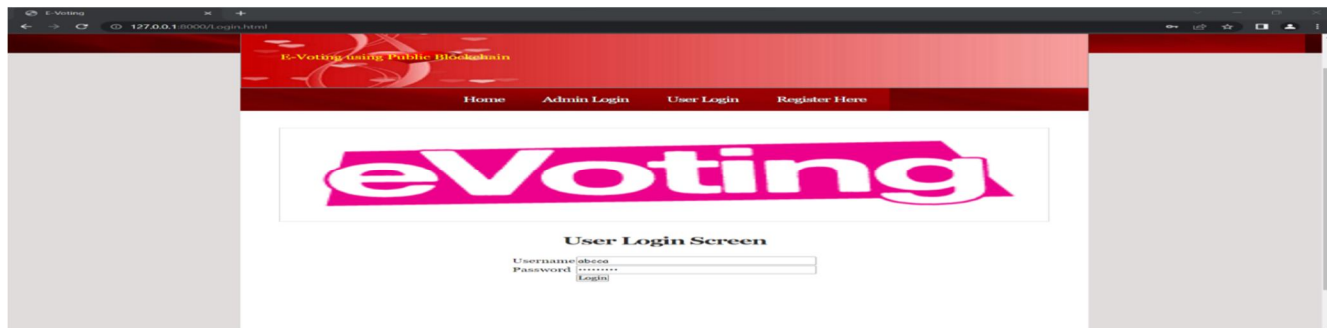 E-Voting
127.0.0.1:8000/Login.html
E-Voting using Public Blockchain
Home Admin Login User Login Register Here
eVoting
User Login Screen
Username abcea
Password •••••••••
Login